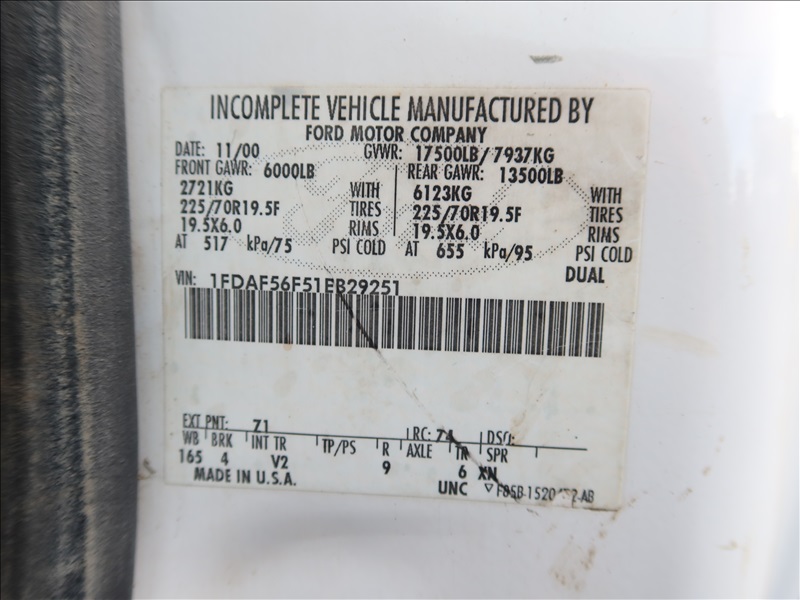 INCOMPLETE VEHICLE MANUFACTURED BY
FORD MOTOR COMPANY
DATE: 11/00 GVWR: 17500LB/ 7937KG
FRONT GAWR: 6000LB REAR GAWR: 13500LB
2721KG WITH 6123KG WITH
225/70R19.5F TIRES 225/70R19.5F TIRES
19.5X6.0 RIMS 19.5X6.0 RIMS
AT 517 kPa/75 PSI COLD AT 655 kPa/95 PSI COLD
DUAL
VIN: 1FDAF56F51EB29251
EXT PNT: Z1 RC: 74 DSO:
WB BRK INT TR TP/PS R AXLE TR SPR
165 4 V2 9 6 XN
MADE IN U.S.A. UNC